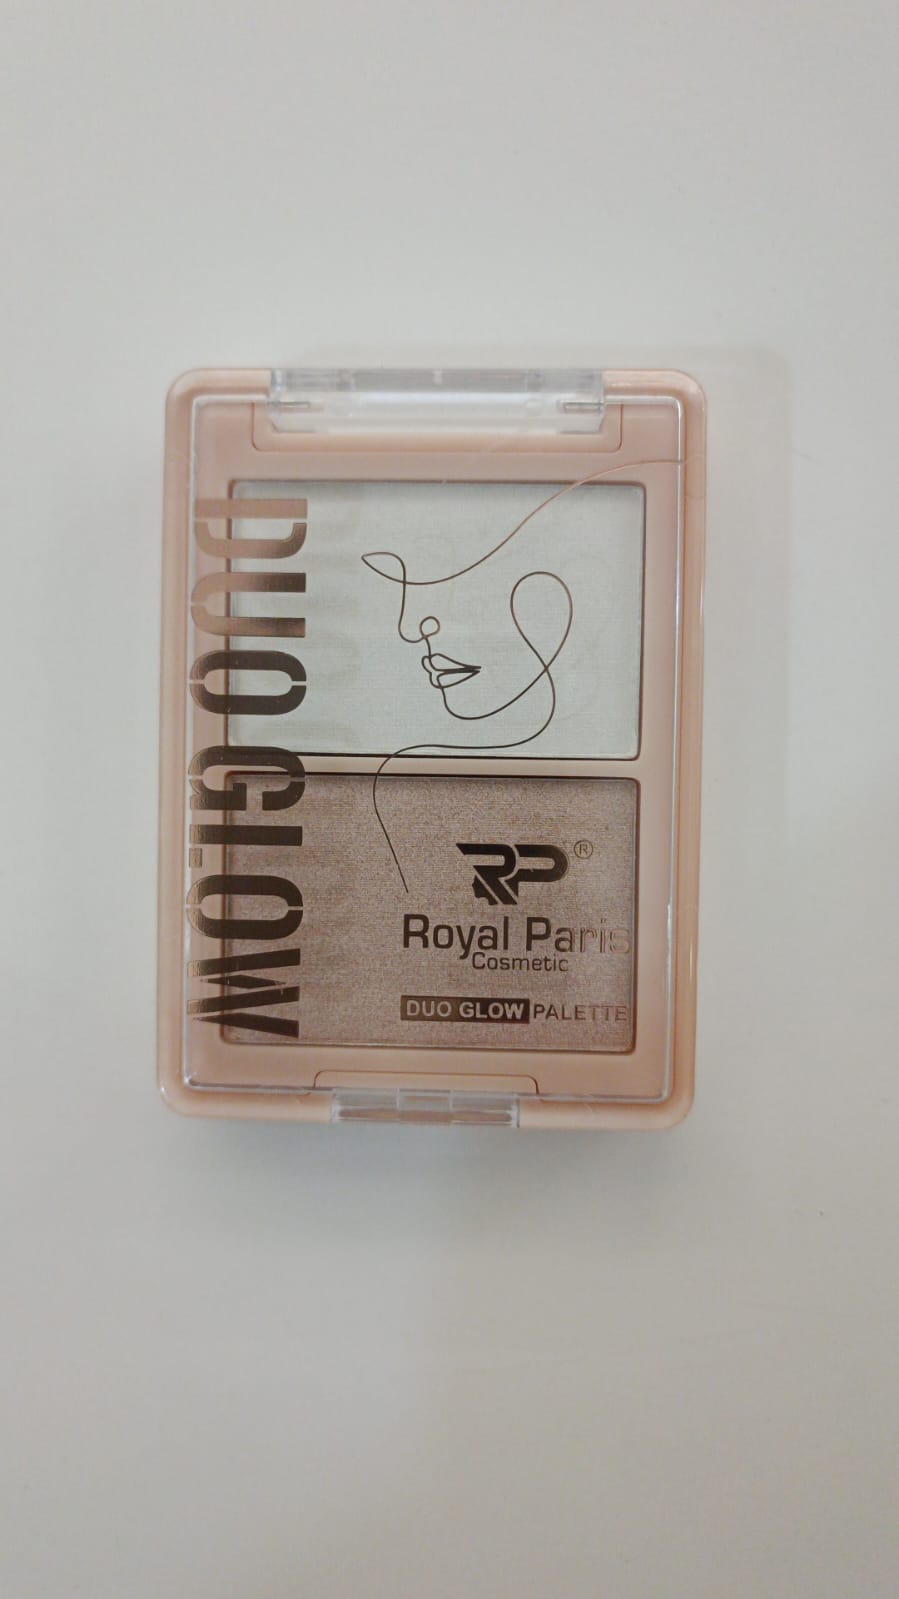 DUO GLOW
RP®
Royal Paris
Cosmetic
DUO GLOW PALETTE